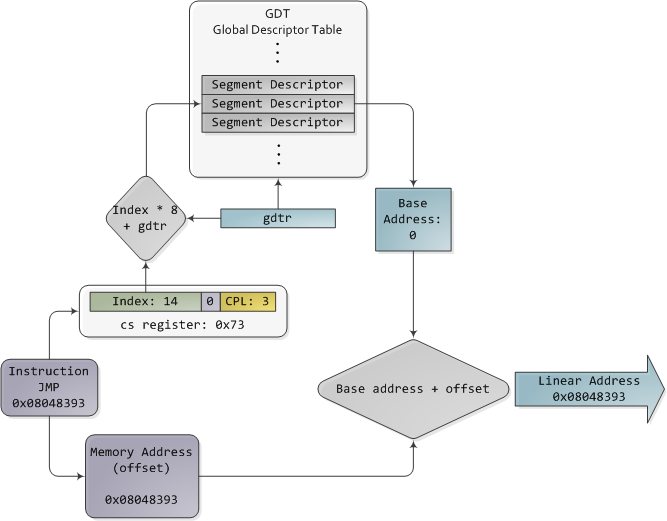 GDT
Global Descriptor Table
Segment Descriptor
Segment Descriptor
Segment Descriptor
Index * 8
+ gdtr
gdtr
Base
Address:
0
Index: 14 0 CPL: 3
cs register: 0x73
Instruction
JMP
0x08048393
Base address + offset
Linear Address
0x08048393
Memory Address
(offset)
0x08048393